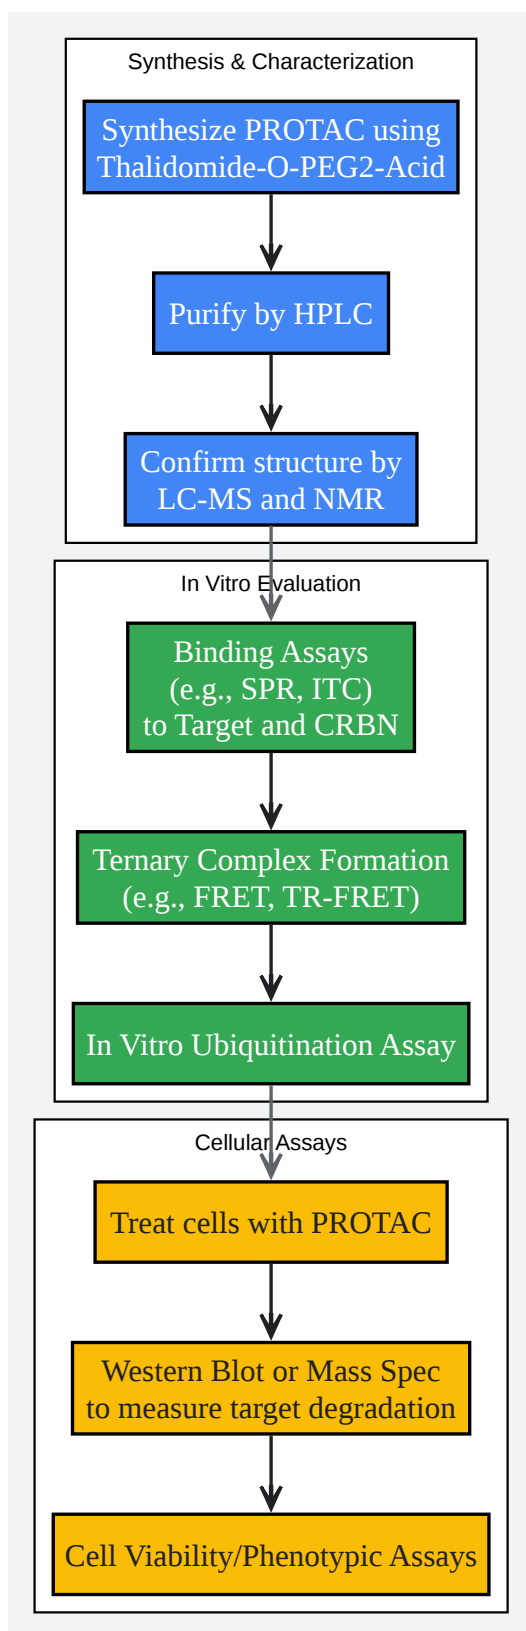 Synthesis & Characterization
Synthesize PROTAC using
Thalidomide-O-PEG2-Acid
Purify by HPLC
Confirm structure by
LC-MS and NMR
In Vitro Evaluation
Binding Assays
(e.g., SPR, ITC)
to Target and CRBN
Ternary Complex Formation
(e.g., FRET, TR-FRET)
In Vitro Ubiquitination Assay
Cellular Assays
Treat cells with PROTAC
Western Blot or Mass Spec
to measure target degradation
Cell Viability/Phenotypic Assays